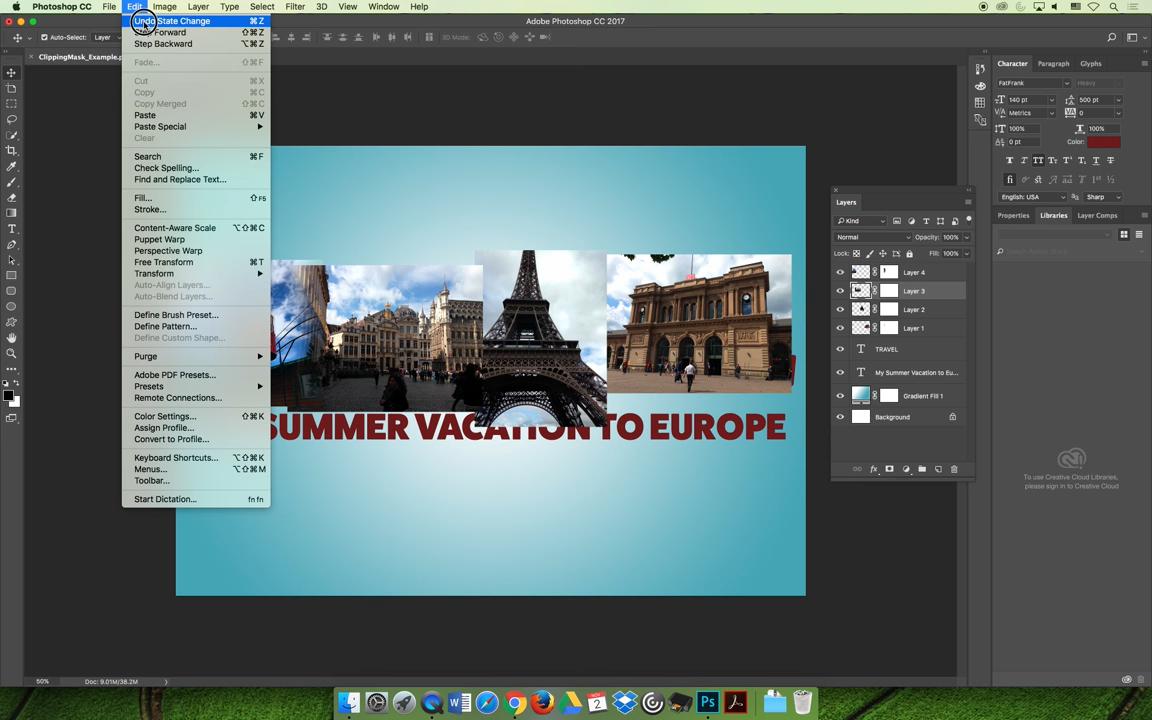 Photoshop CC File Edit Image Layer Type Select Filter 3D View Window Help
Adobe Photoshop CC 2017
Auto-Select: Layer
3D Mode:
ClippingMask_Example.p
Undo State Change ⌘Z
Step Forward ⇧⌘Z
Step Backward ⌥⌘Z
Fade... ⇧⌘F
Cut ⌘X
Copy ⌘C
Copy Merged ⇧⌘C
Paste ⌘V
Paste Special
Clear
Search ⌘F
Check Spelling...
Find and Replace Text...
Fill... ⇧F5
Stroke...
Content-Aware Scale ⌥⇧⌘C
Puppet Warp
Perspective Warp
Free Transform ⌘T
Transform
Auto-Align Layers...
Auto-Blend Layers...
Define Brush Preset...
Define Pattern...
Define Custom Shape...
Purge
Adobe PDF Presets...
Presets
Remote Connections...
Color Settings... ⇧⌘K
Assign Profile...
Convert to Profile...
Keyboard Shortcuts... ⌥⇧⌘K
Menus... ⌥⇧⌘M
Toolbar...
Start Dictation... fn fn
SUMMER VACATION TO EUROPE
Layers
Kind
Normal Opacity: 100%
Lock: Fill: 100%
Layer 4
Layer 3
Layer 2
Layer 1
T TRAVEL
T My Summer Vacation to Eu...
Gradient Fill 1
Background
fx
Character Paragraph Glyphs
FatFrank Heavy
140 pt 500 pt
Metrics 0
100% 100%
0 pt Color:
English: USA Sharp
Properties Libraries Layer Comps
To use Creative Cloud Libraries,
please sign in to Creative Cloud
50% Doc: 9.01M/38.2M
NOV
2
W
Ps